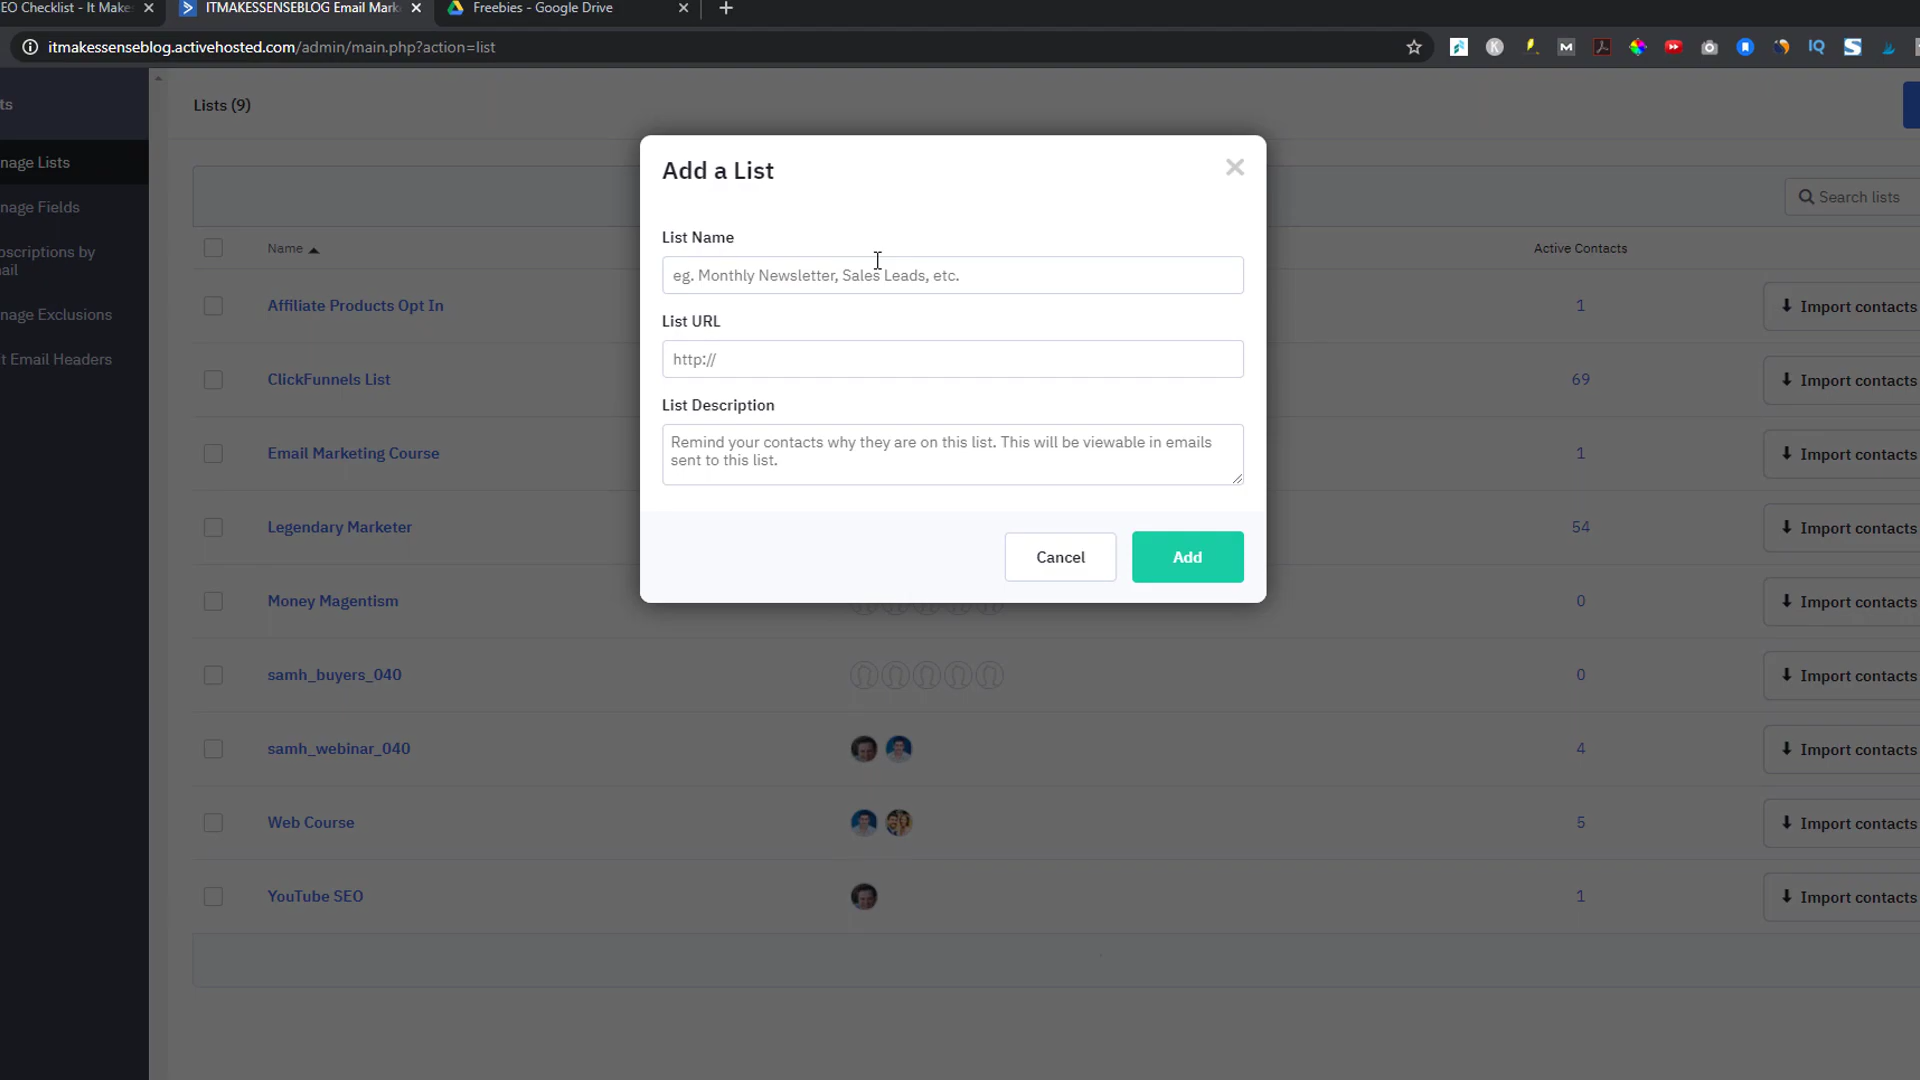 EO Checklist - It Make
ITMAKESSENSEBLOG Email Mark
Freebies - Google Drive
itmakessenseblog.activehosted.com/admin/main.php?action=list
K
M
IQ
S
ts
nage Lists
nage Fields
bscriptions by
ail
nage Exclusions
t Email Headers
Lists (9)
Search lists
Name
Active Contacts
Affiliate Products Opt In
1
Import contacts
ClickFunnels List
69
Import contacts
Email Marketing Course
1
Import contacts
Legendary Marketer
54
Import contacts
Money Magentism
0
Import contacts
samh_buyers_040
0
Import contacts
samh_webinar_040
4
Import contacts
Web Course
5
Import contacts
YouTube SEO
1
Import contacts
Add a List
List Name
eg. Monthly Newsletter, Sales Leads, etc.
List URL
http://
List Description
Remind your contacts why they are on this list. This will be viewable in emails
sent to this list.
Cancel
Add